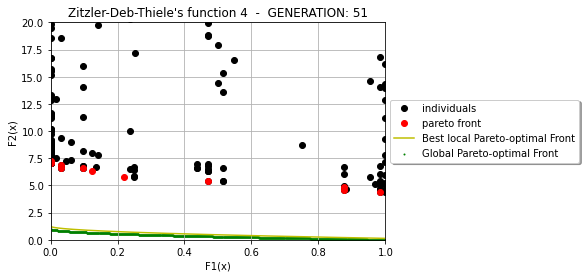 Zitzler-Deb-Thiele's function 4 - GENERATION: 51
20.0
17.5
15.0
12.5
10.0
7.5
5.0
2.5
0.0
F2(x)
0.0 0.2 0.4 0.6 0.8 1.0
F1(x)
individuals
pareto front
Best local Pareto-optimal Front
Global Pareto-optimal Front